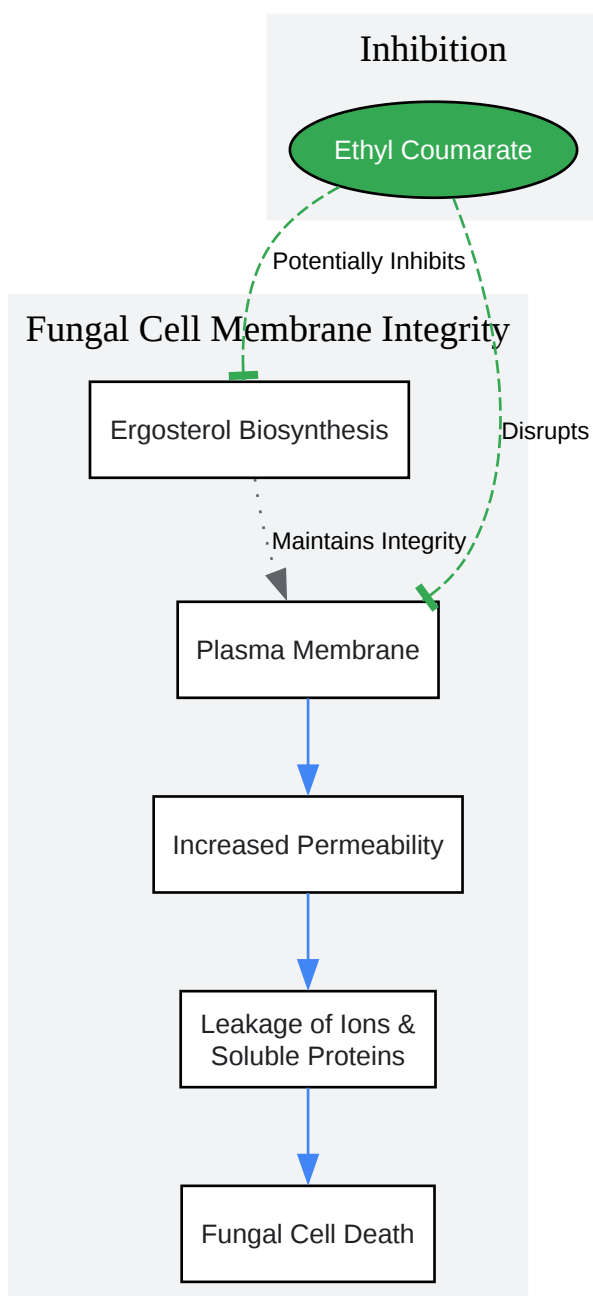 Inhibition
Ethyl Coumarate
Potentially Inhibits
Fungal Cell Membrane Integrity
Ergosterol Biosynthesis
Disrupts
Maintains Integrity
Plasma Membrane
Increased Permeability
Leakage of Ions &
Soluble Proteins
Fungal Cell Death